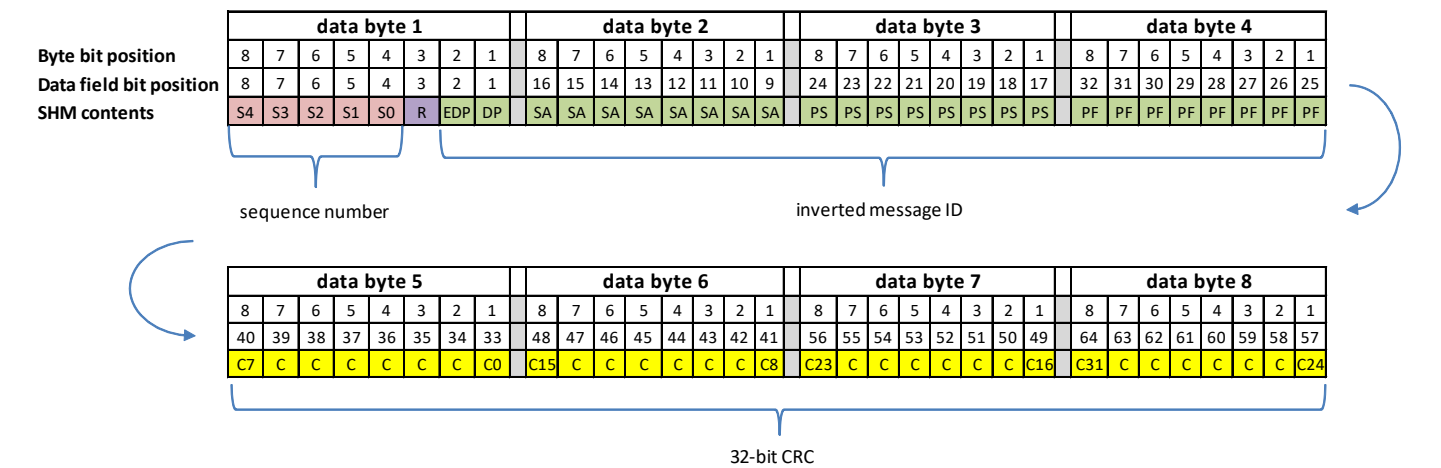 data byte 1 data byte 2 data byte 3 data byte 4
Byte bit position 8 7 6 5 4 3 2 1 8 7 6 5 4 3 2 1 8 7 6 5 4 3 2 1 8 7 6 5 4 3 2 1
Data field bit position 8 7 6 5 4 3 2 1 16 15 14 13 12 11 10 9 24 23 22 21 20 19 18 17 32 31 30 29 28 27 26 25
SHM contents S4 S3 S2 S1 S0 R EDP DP SA SA SA SA SA SA SA SA PS PS PS PS PS PS PS PS PF PF PF PF PF PF PF PF
sequence number inverted message ID
data byte 5 data byte 6 data byte 7 data byte 8
8 7 6 5 4 3 2 1 8 7 6 5 4 3 2 1 8 7 6 5 4 3 2 1 8 7 6 5 4 3 2 1
40 39 38 37 36 35 34 33 48 47 46 45 44 43 42 41 56 55 54 53 52 51 50 49 64 63 62 61 60 59 58 57
C7 C C C C C C C0 C15 C C C C C C C8 C23 C C C C C C C16 C31 C C C C C C C24
32-bit CRC